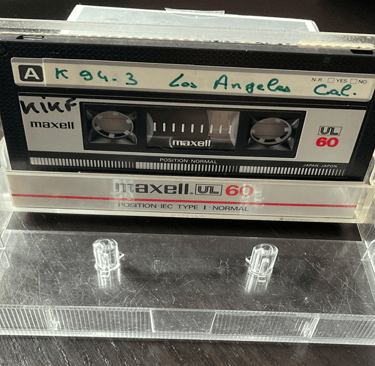 A K 94.3 Los Angeles Cal.
N.R. □YES □NO
KIKF
maxell
maxell
UL
60
POSITION·NORMAL
JAPAN·JAPON
maxell. UL 60
POSITION·IEC TYPE I·NORMAL